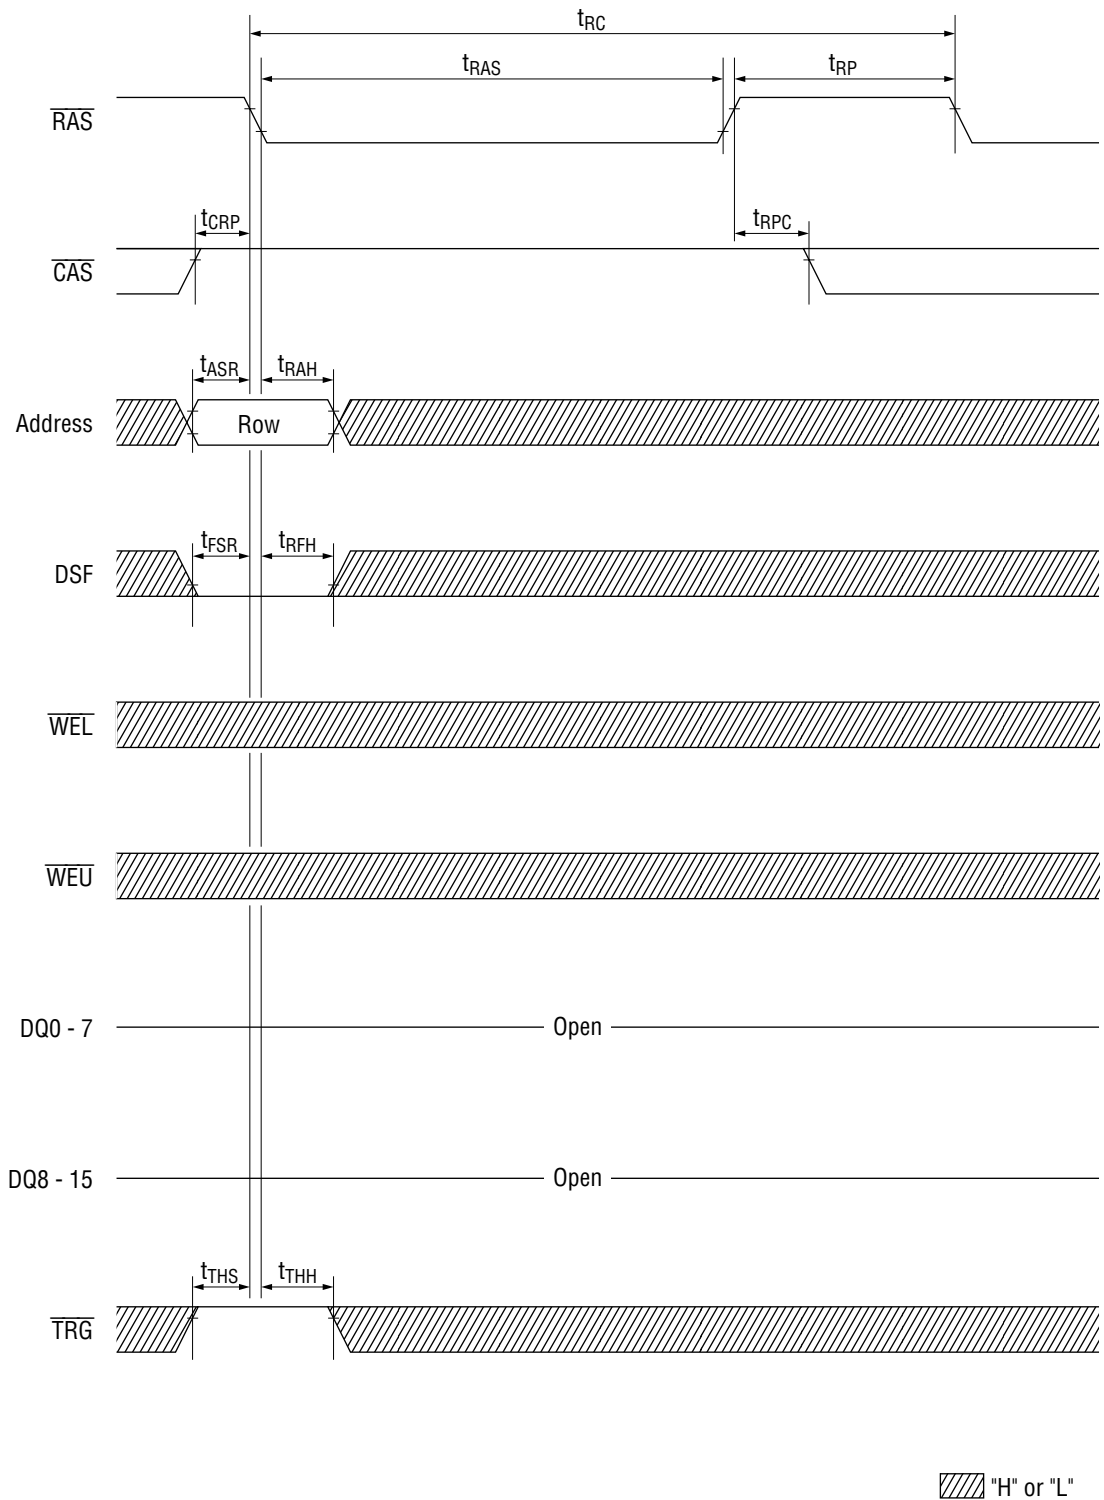 tRC
tRAS
tRP
RAS
tCRP
tRPC
CAS
tASR
tRAH
Address
Row
tFSR
tRFH
DSF
WEL
WEU
DQ0 - 7
Open
DQ8 - 15
Open
tTHS
tTHH
TRG
"H" or "L"